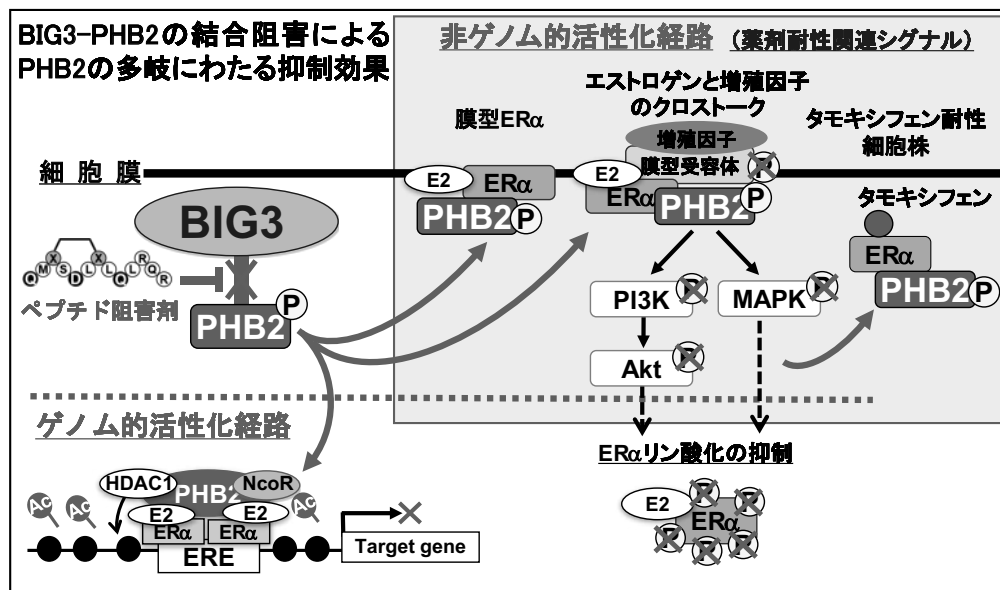 BIG3-PHB2の結合阻害による
PHB2の多岐にわたる抑制効果
非ゲノム的活性化経路 (薬剤耐性関連シグナル)
エストロゲンと増殖因子
のクロストーク
膜型ERα
タモキシフェン耐性
細胞株
細胞膜
増殖因子
膜型受容体
P
E2
ERα
PHB2
P
E2
ERα
PHB2
P
タモキシフェン
ERα
PHB2
P
BIG3
Q M X S D L L X L Q L R Q R
ペプチド阻害剤
PHB2
P
PI3K
P
MAPK
P
Akt
P
ゲノム的活性化経路
ERαリン酸化の抑制
Ac
Ac
HDAC1
PHB2
NcoR
Ac
E2
E2
ERα
ERα
ERE
Target gene
E2
ERα
P
P
P
P
P